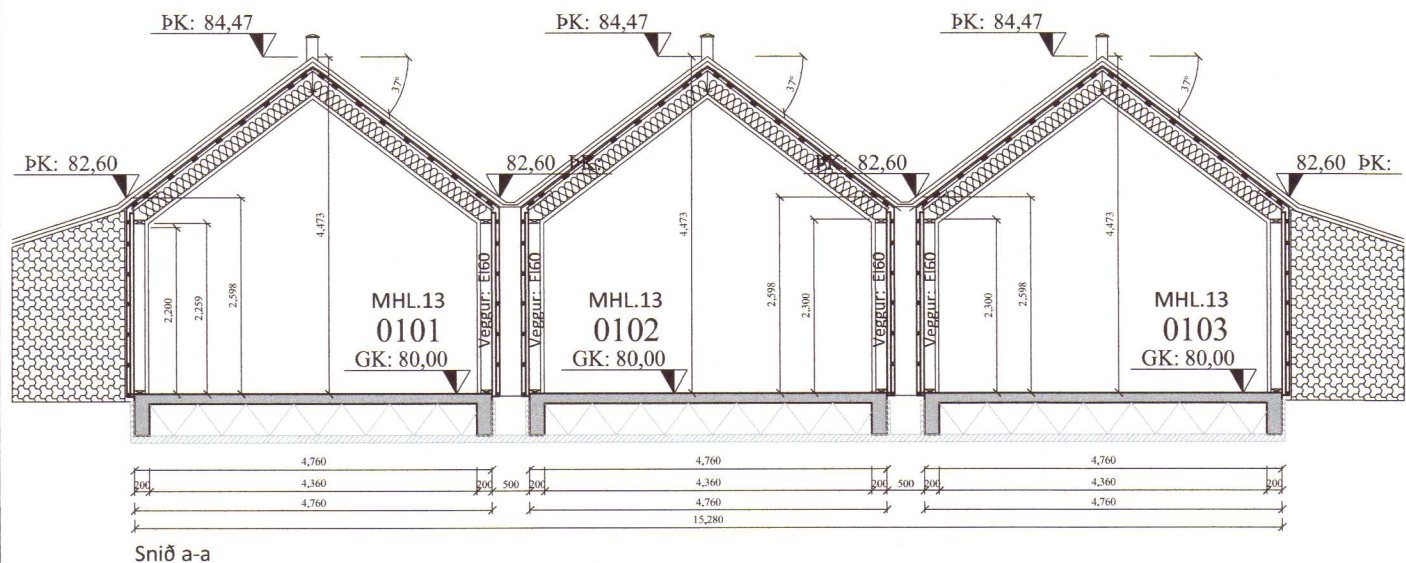 ÞK: 84,47 ÞK: 84,47 ÞK: 84,47
37° 37° 37°
ÞK: 82,60 82,60 ÞK: ÞK: 82,60 82,60 ÞK:
4,473 4,473 4,473
2,200 2,259 2,598 2,598 2,300 2,300 2,598
Veggur: EI60 Veggur: EI60 Veggur: EI60 Veggur: EI60
MHL.13 MHL.13 MHL.13
0101 0102 0103
GK: 80,00 GK: 80,00 GK: 80,00
4,760 4,760 4,760
200 4,360 200 500 200 4,360 200 500 200 4,360 200
4,760 4,760 4,760
15,280
Snið a-a